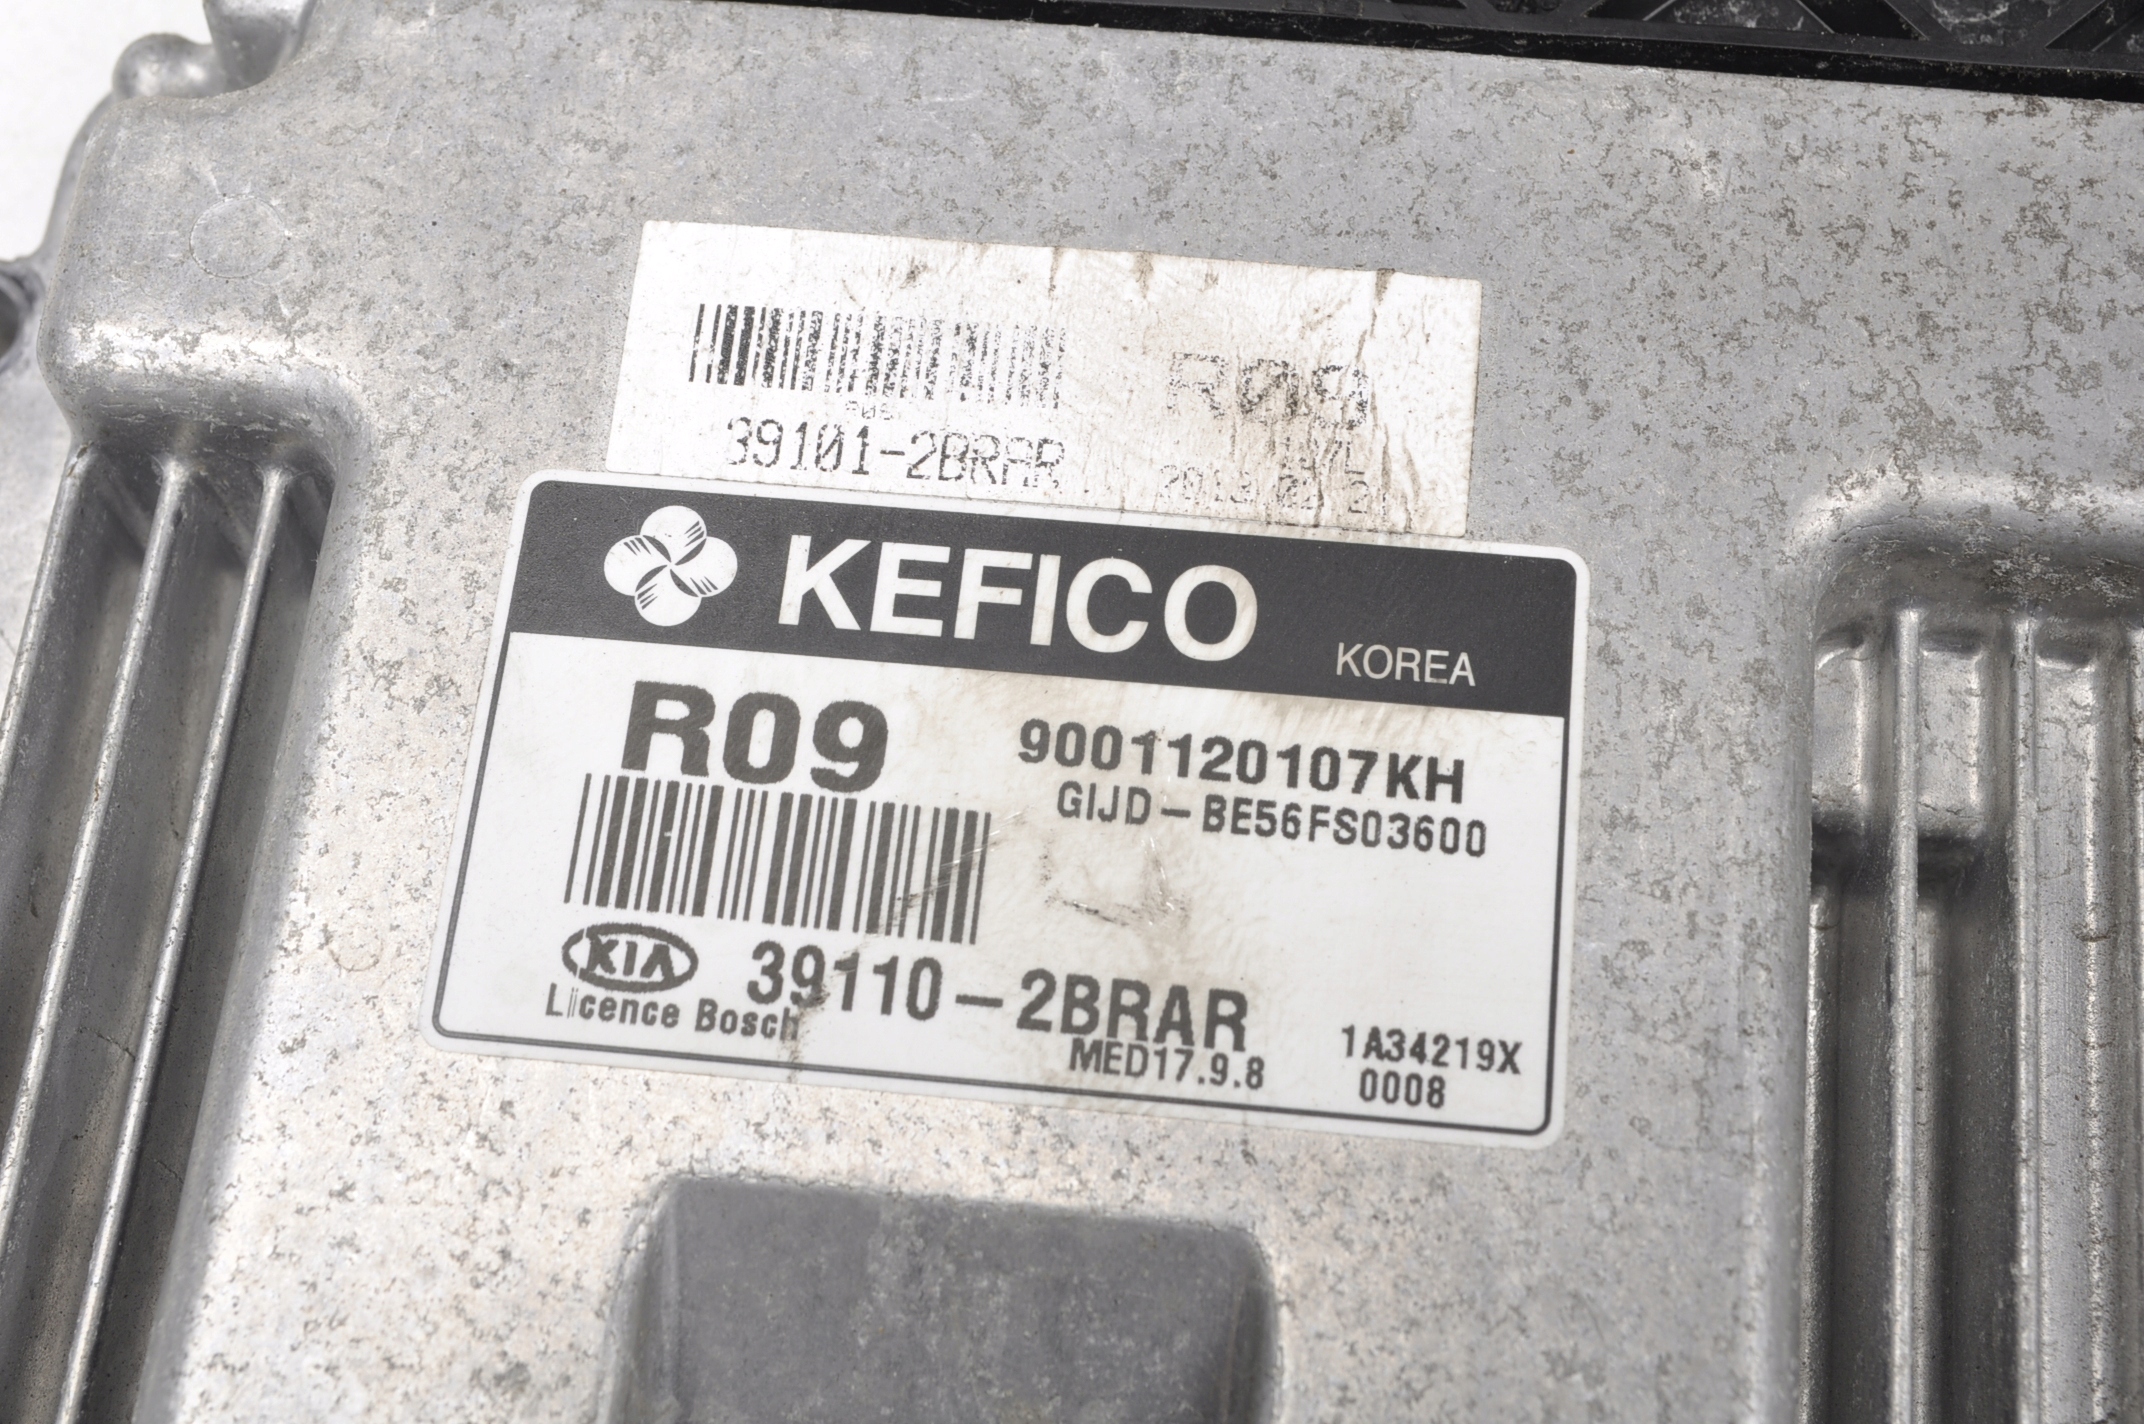 R09
39101-2BRAR
KEFICO
KOREA
R09
9001120107KH
GIJD-BE56FS03600
KIA
39110-2BRAR
Licence Bosch
MED17.9.8
1A34219X
0008